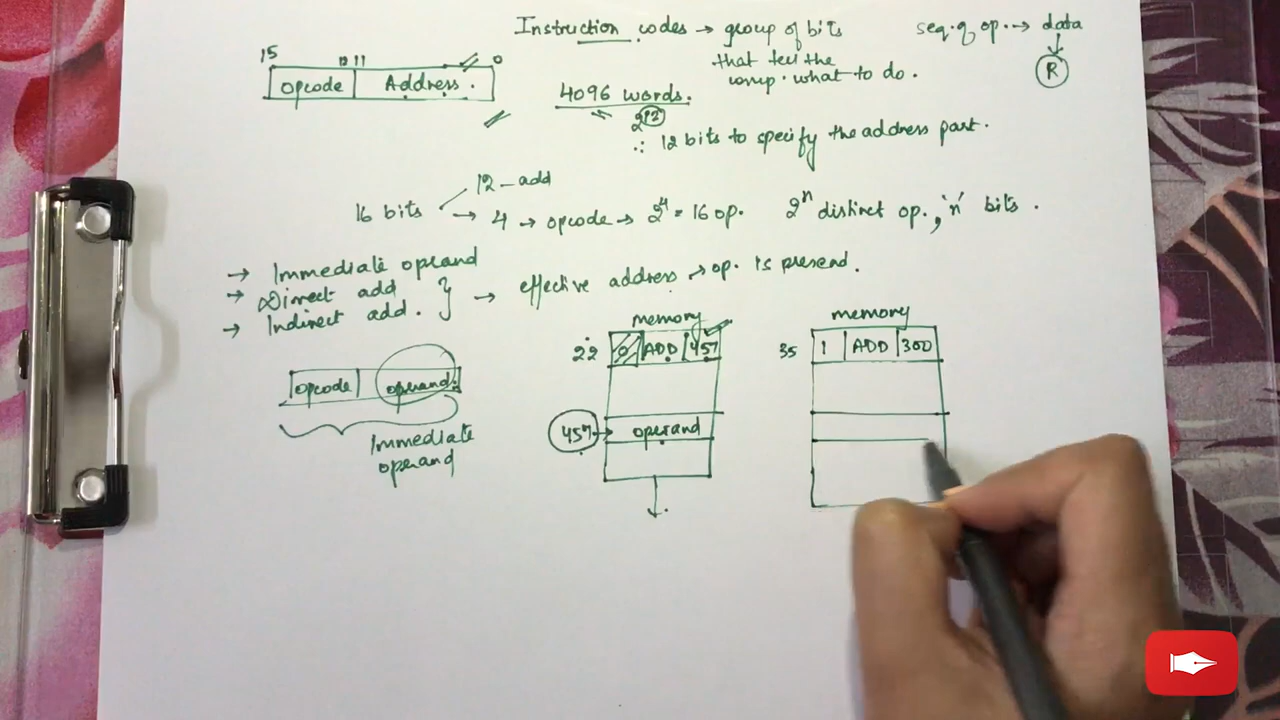 Instruction codes → group of bits
that tell the
comp. what to do.
seq. of op. → data
R
15 12 11 0
opcode Address
4096 words.
2^12
∴ 12 bits to specify the address part.
16 bits
12 – add
→ 4 → opcode → 2^4 = 16 op. 2^n distinct op., 'n' bits.
→ Immediate operand
→ Direct add
→ Indirect add. } → effective address → op. is present.
opcode operand
Immediate
operand
memory
22 0 ADD 457
457 → operand
memory
35 1 ADD 300